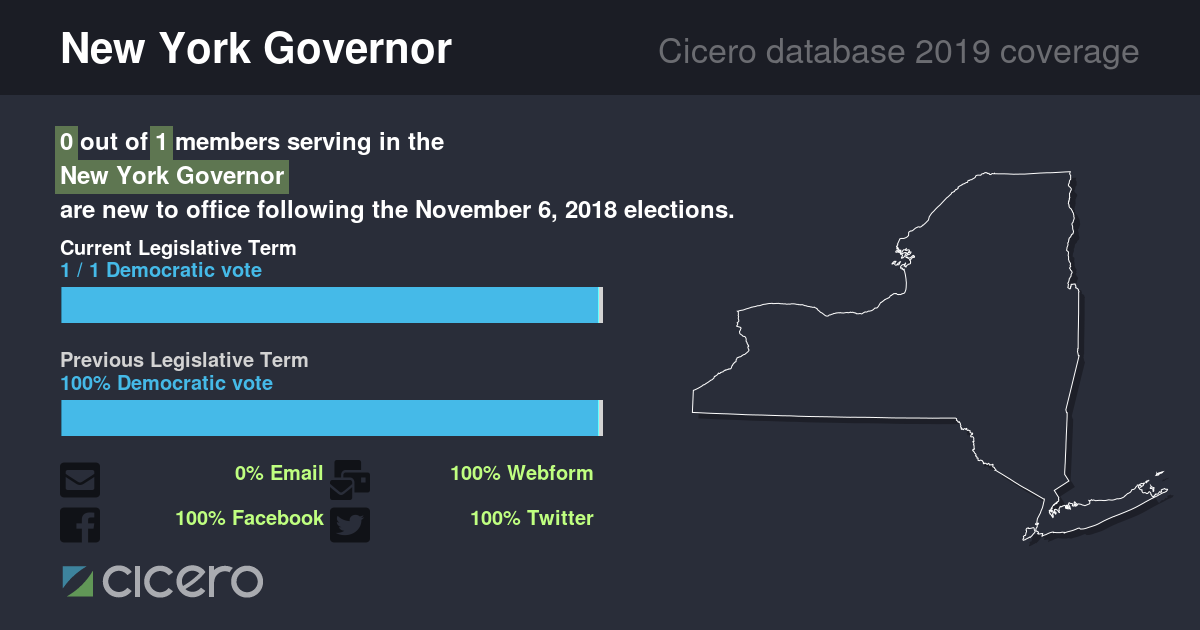 New York Governor
Cicero database 2019 coverage
0 out of 1 members serving in the
New York Governor
are new to office following the November 6, 2018 elections.
Current Legislative Term
1 / 1 Democratic vote
Previous Legislative Term
100% Democratic vote
0% Email
100% Webform
100% Facebook
100% Twitter
cicero